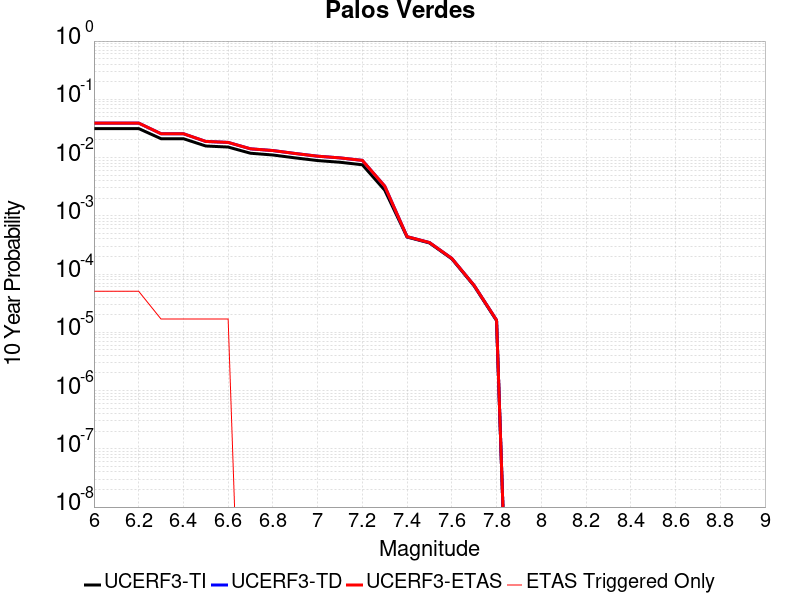 Palos Verdes
10^0
10^-1
10^-2
10^-3
10^-4
10^-5
10^-6
10^-7
10^-8
10 Year Probability
6 6.2 6.4 6.6 6.8 7 7.2 7.4 7.6 7.8 8 8.2 8.4 8.6 8.8 9
Magnitude
UCERF3-TI UCERF3-TD UCERF3-ETAS ETAS Triggered Only